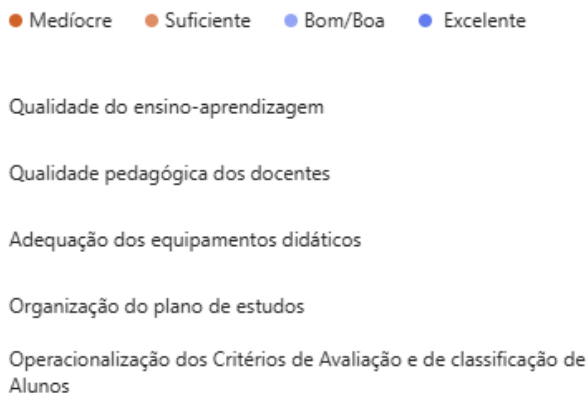 Medíocre Suficiente Bom/Boa Excelente
Qualidade do ensino-aprendizagem
Qualidade pedagógica dos docentes
Adequação dos equipamentos didáticos
Organização do plano de estudos
Operacionalização dos Critérios de Avaliação e de classificação de
Alunos